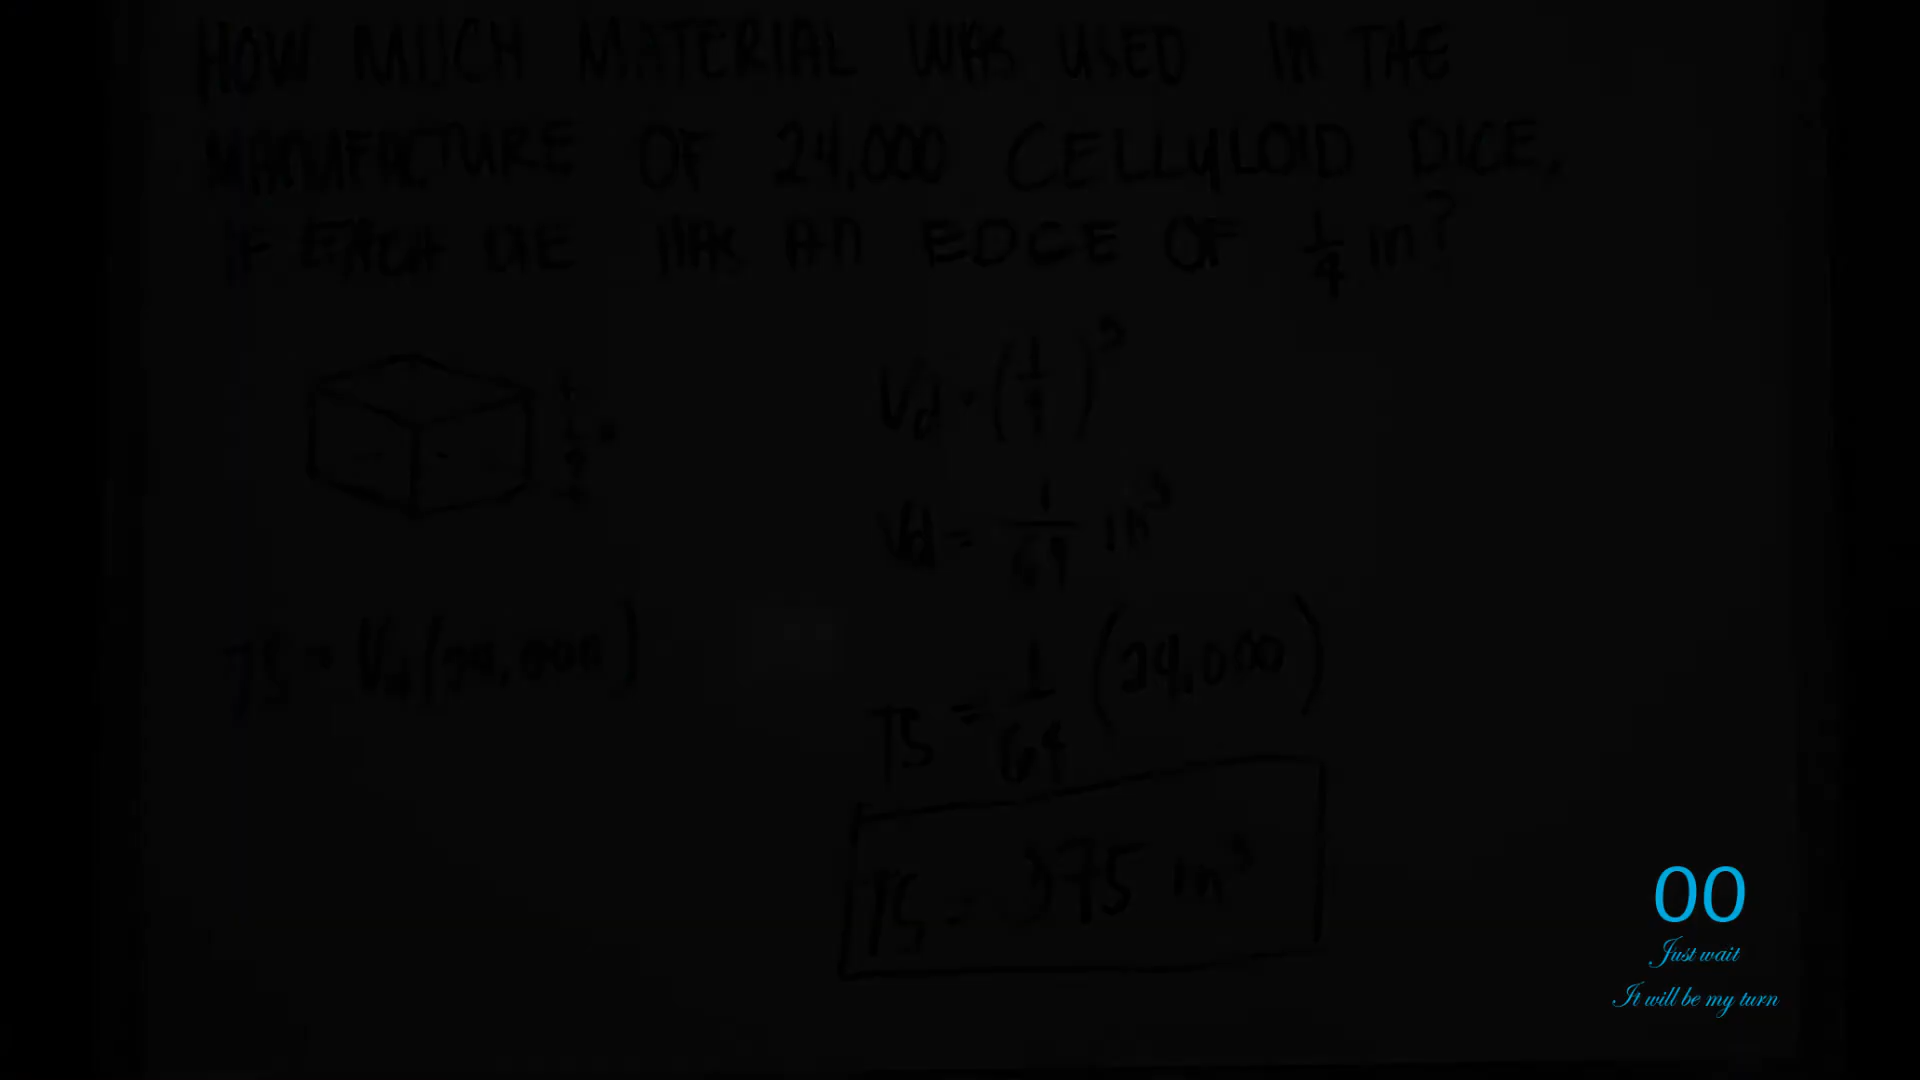 HOW MUCH MATERIAL WAS USED IN THE
MANUFACTURE OF 24,000 CELLULOID DICE,
IF EACH DIE HAS AN EDGE OF 1/4 in?
1/4"
Vd = (1/4)³
Vd = 1/64 in³
TS = Vd(24,000)
TS = 1/64 (24,000)
TS = 375 in³
00
Just wait
It will be my turn